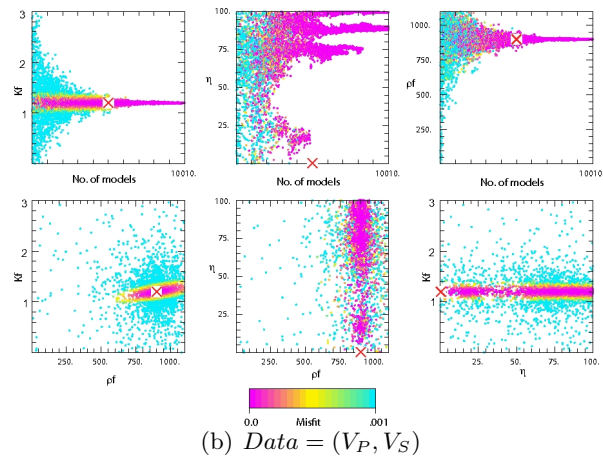 3
2
1
Kf
No. of models
10010.
100.
75.
50.
25.
η
No. of models
10010.
1000.
750.
500.
250.
ρf
No. of models
10010.
3
2
1
Kf
250.
500.
750.
1000.
ρf
100.
75.
50.
25.
η
250.
500.
750.
1000.
ρf
3
2
1
Kf
25.
50.
75.
100.
η
0.0 Misfit .001
(b) Data = (V_P, V_S)